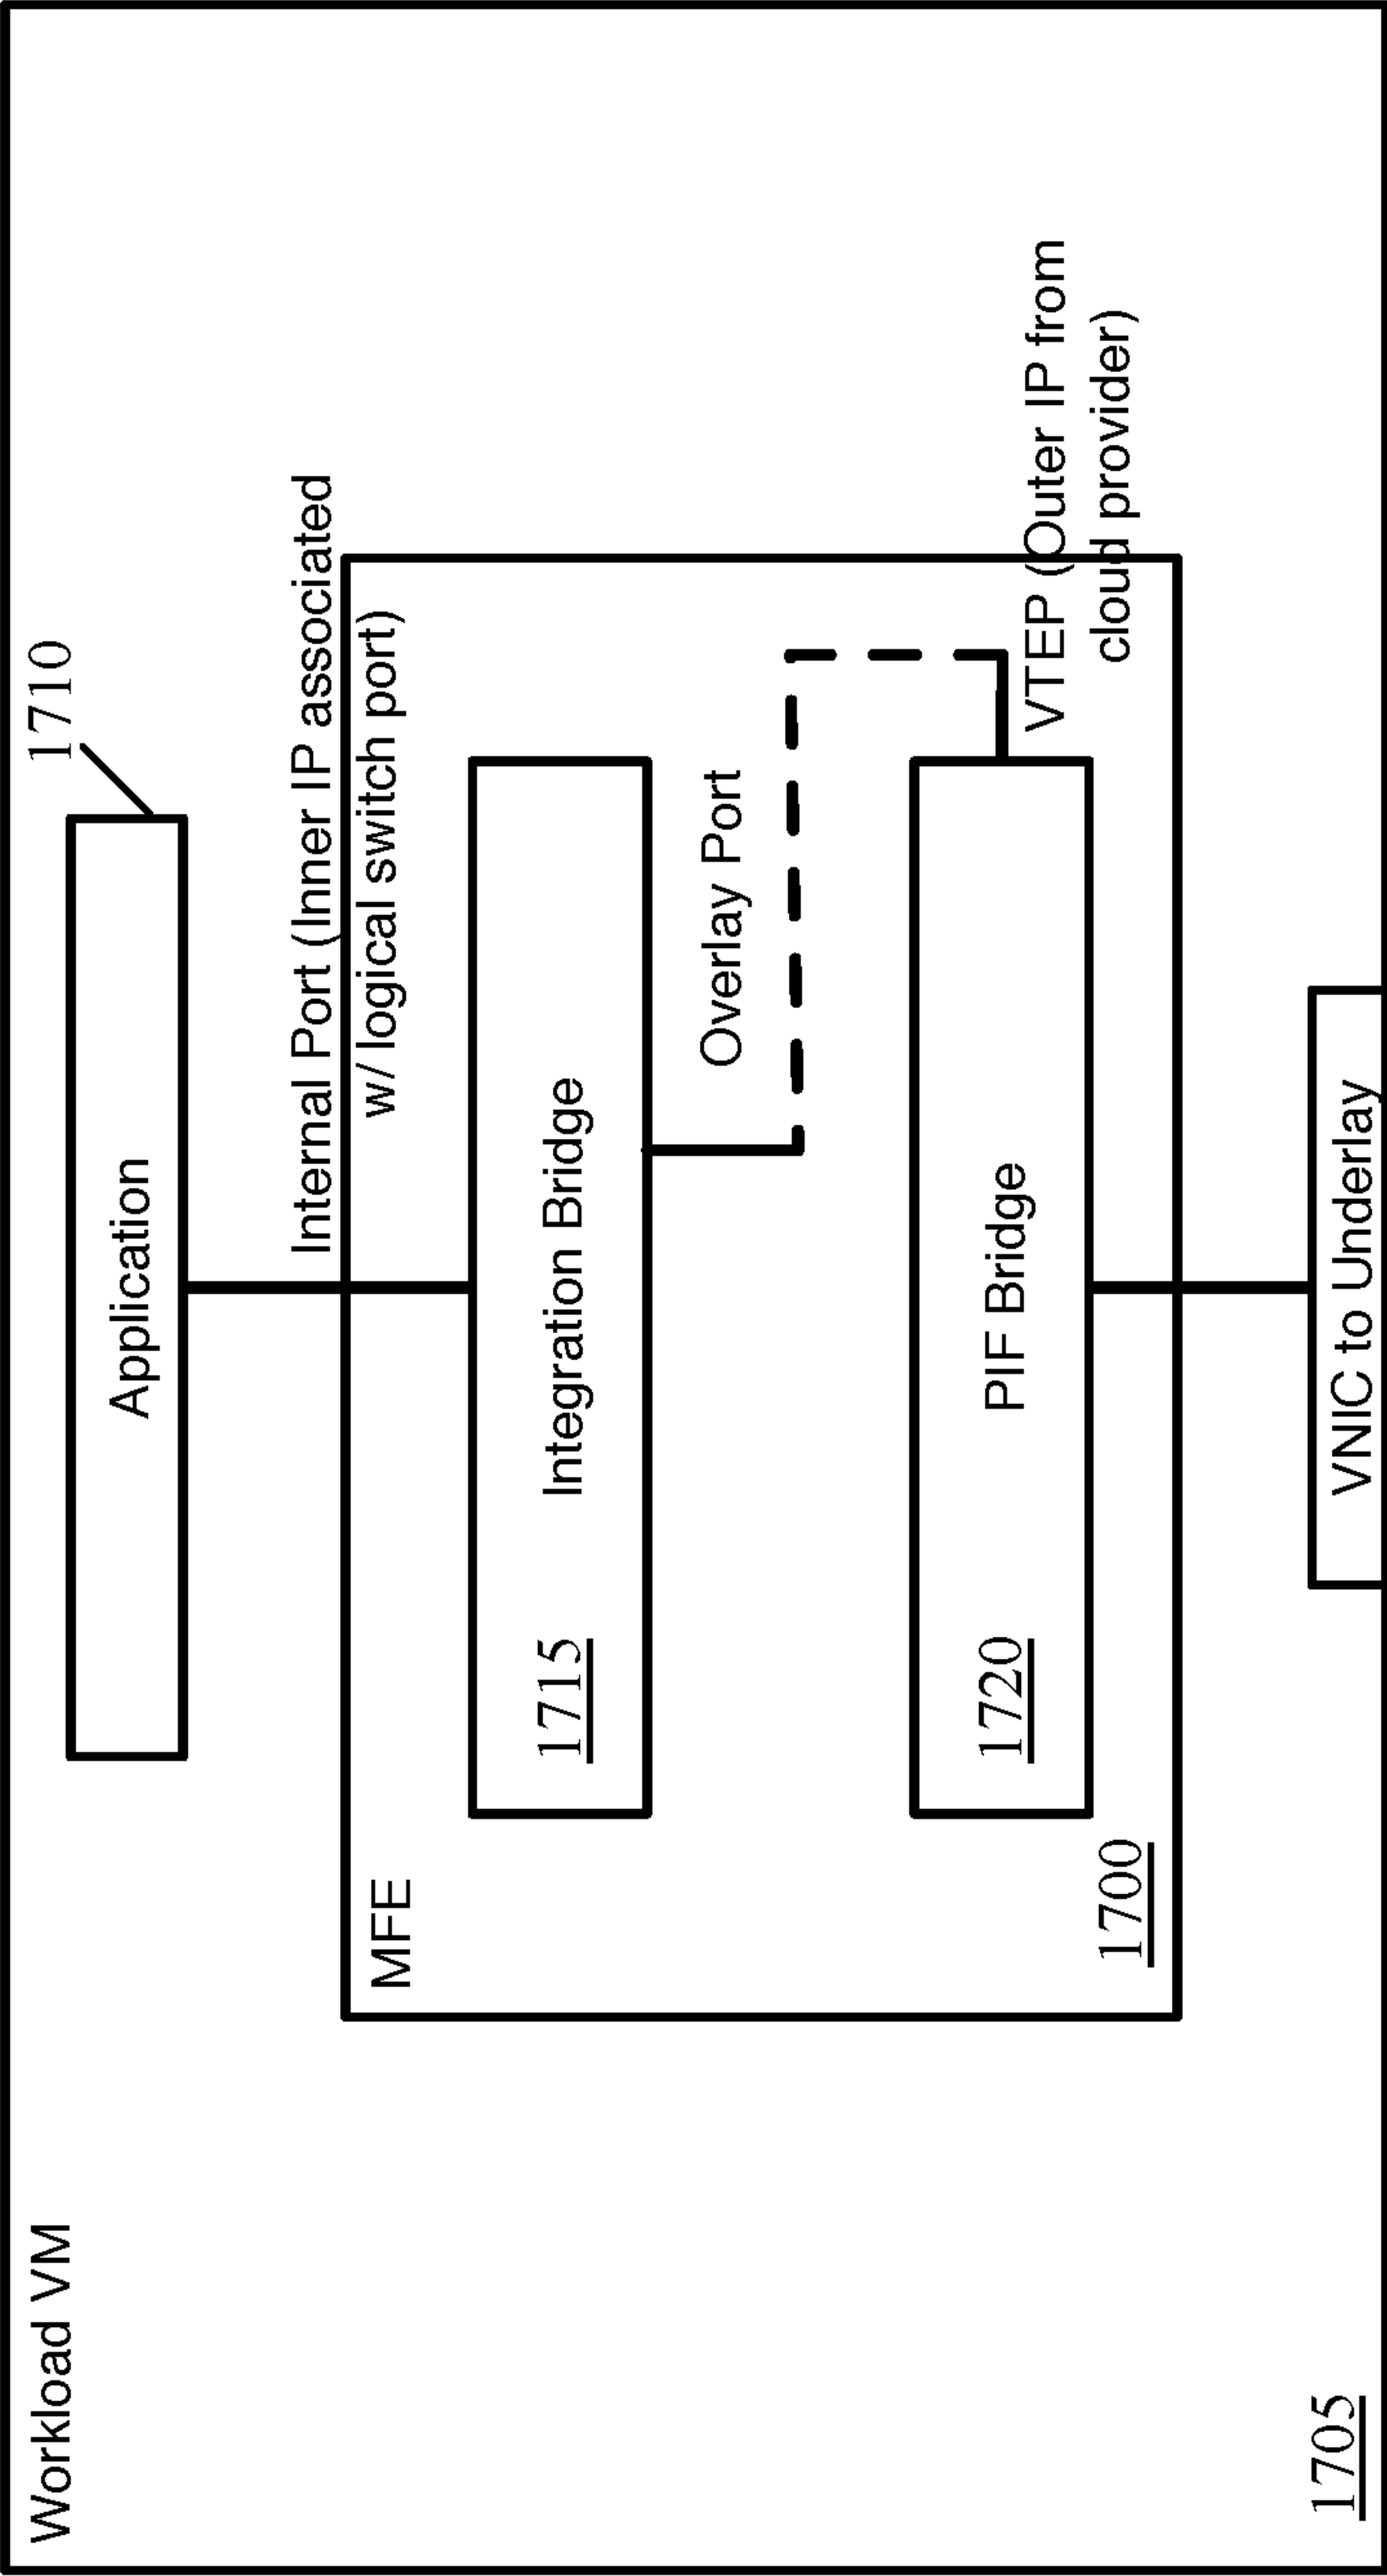 Workload VM
1710
Application
Internal Port (Inner IP associated
w/ logical switch port)
MFE
Integration Bridge
1715
Overlay Port
PIF Bridge
1720
VTEP (Outer IP from
cloud provider)
1700
VNIC to Underlay
1705